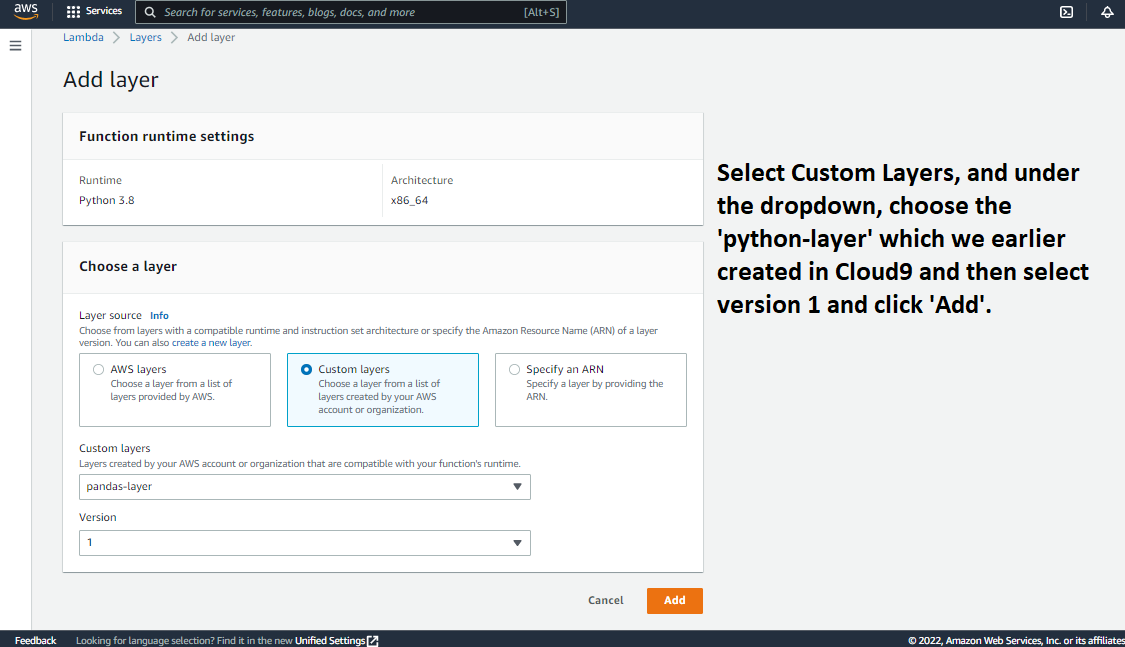 aws
Services
Search for services, features, blogs, docs, and more
[Alt+S]
Lambda > Layers > Add layer
Add layer
Function runtime settings
Runtime
Python 3.8
Architecture
x86_64
Select Custom Layers, and under
the dropdown, choose the
'python-layer' which we earlier
created in Cloud9 and then select
version 1 and click 'Add'.
Choose a layer
Layer source Info
Choose from layers with a compatible runtime and instruction set architecture or specify the Amazon Resource Name (ARN) of a layer
version. You can also create a new layer.
AWS layers
Choose a layer from a list of
layers provided by AWS.
Custom layers
Choose a layer from a list of
layers created by your AWS
account or organization.
Specify an ARN
Specify a layer by providing the
ARN.
Custom layers
Layers created by your AWS account or organization that are compatible with your function's runtime.
pandas-layer
Version
1
Cancel
Add
Feedback
Looking for language selection? Find it in the new Unified Settings
© 2022, Amazon Web Services, Inc. or its affiliates